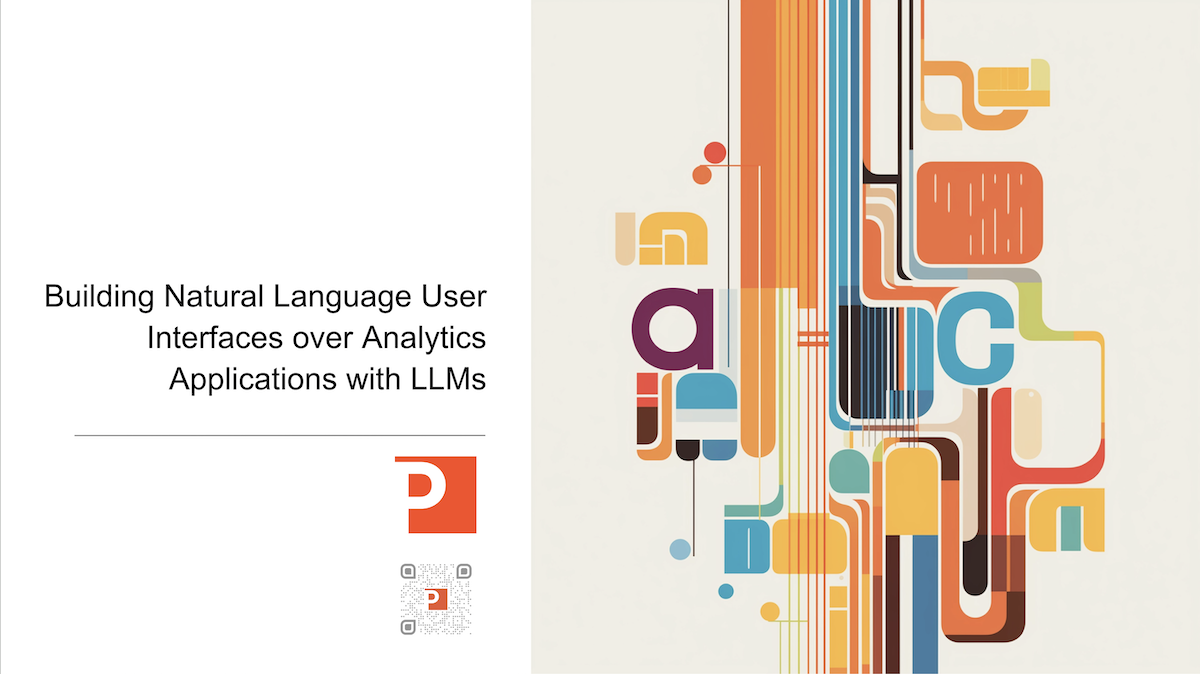 Building Natural Language User
Interfaces over Analytics
Applications with LLMs
P
P
a
c